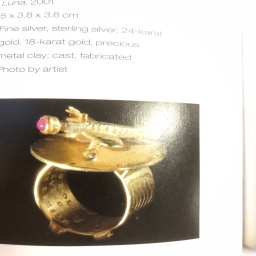 Luna, 2001
5 x 3.8 x 3.8 cm
Fine silver, sterling silver, 24-karat
gold, 18-karat gold, precious
metal clay; cast, fabricated
Photo by artist